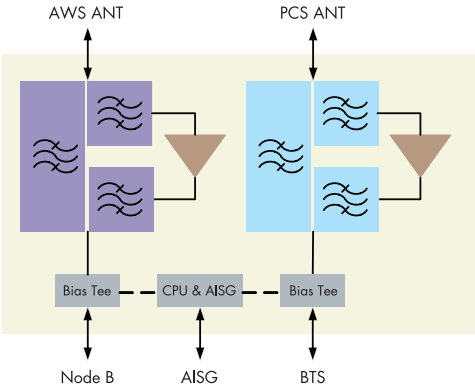 AWS ANT
PCS ANT
Bias Tee
CPU & AISG
Bias Tee
Node B
AISG
BTS